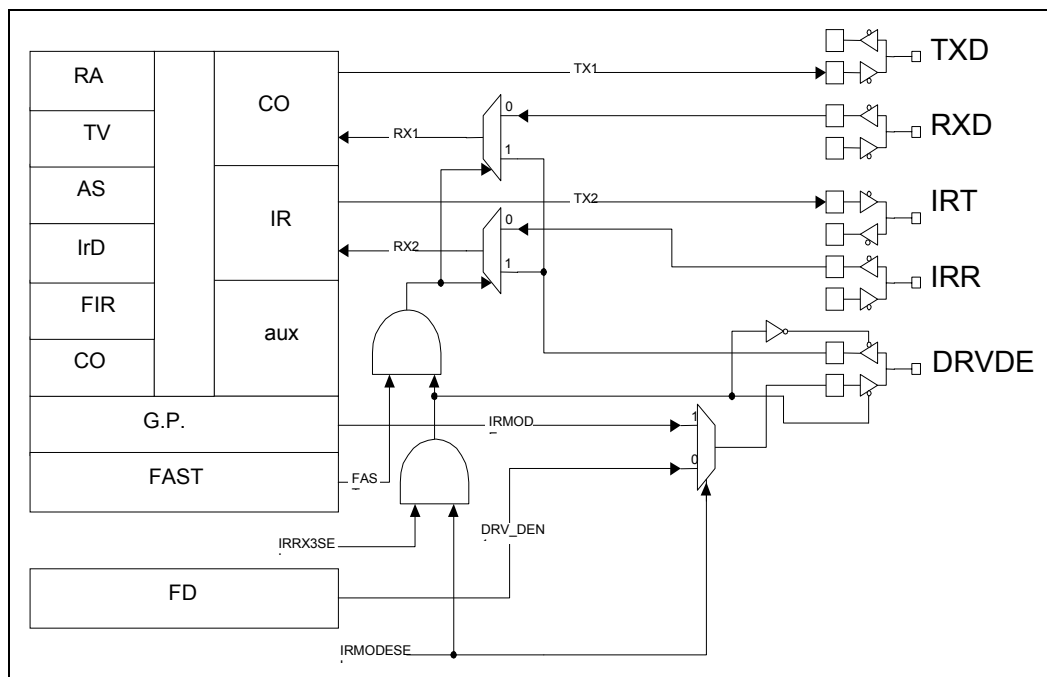 RA
TV
AS
IrD
FIR
CO
CO
IR
aux
G.P.
FAST
FD
TX1
RX1
TX2
RX2
0
1
0
1
IRMOD
FAS
IRRX3SE
DRV_DEN
IRMODESE
1
0
TXD
RXD
IRT
IRR
DRVDE